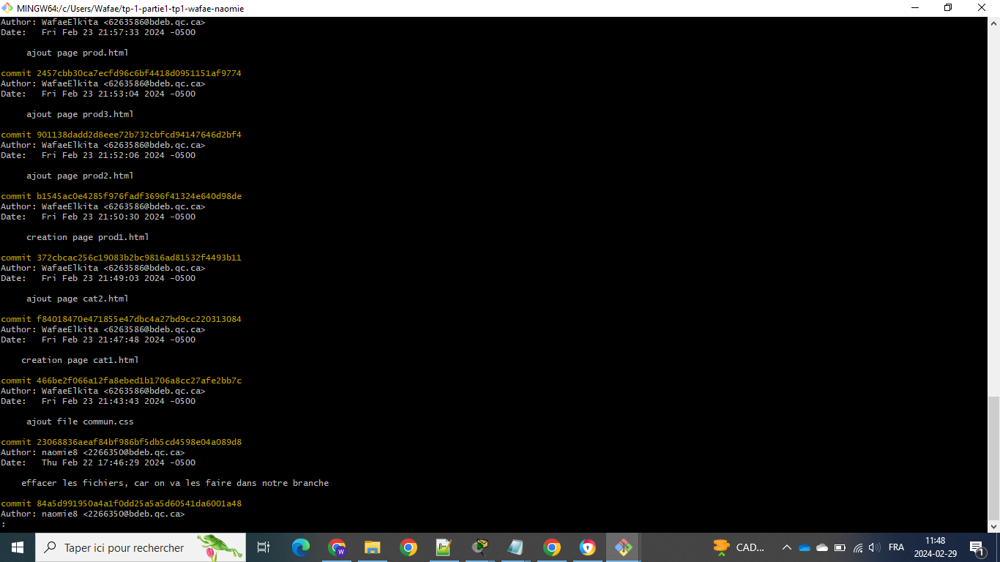 MINGW64:/c/Users/Wafae/tp-1-partie1-tp1-wafae-naomie
Author: WafaeElkita <6263586@bdeb.qc.ca>
Date:   Fri Feb 23 21:57:33 2024 -0500
ajout page prod.html
commit 2457cbb30ca7ecfd96c6bf4418d0951151af9774
Author: WafaeElkita <6263586@bdeb.qc.ca>
Date:   Fri Feb 23 21:53:04 2024 -0500
ajout page prod3.html
commit 901138dadd2d8eee72b732cbfcd94147646d2bf4
Author: WafaeElkita <6263586@bdeb.qc.ca>
Date:   Fri Feb 23 21:52:06 2024 -0500
ajout page prod2.html
commit b1545ac0e4285f976fadf3696f41324e640d98de
Author: WafaeElkita <6263586@bdeb.qc.ca>
Date:   Fri Feb 23 21:50:30 2024 -0500
creation page prod1.html
commit 372cbcac256c19083b2bc9816ad81532f4493b11
Author: WafaeElkita <6263586@bdeb.qc.ca>
Date:   Fri Feb 23 21:49:03 2024 -0500
ajout page cat2.html
commit f84018470e471855e47dbc4a27bd9cc220313084
Author: WafaeElkita <6263586@bdeb.qc.ca>
Date:   Fri Feb 23 21:47:48 2024 -0500
creation page cat1.html
commit 466be2f066a12fa8ebed1b1706a8cc27afe2bb7c
Author: WafaeElkita <6263586@bdeb.qc.ca>
Date:   Fri Feb 23 21:43:43 2024 -0500
ajout file commun.css
commit 23068836aeaf84bf986bf5db5cd4598e04a089d8
Author: naomie8 <2266350@bdeb.qc.ca>
Date:   Thu Feb 22 17:46:29 2024 -0500
effacer les fichiers, car on va les faire dans notre branche
commit 84a5d991950a4a1f0dd25a5a5d60541da6001a48
Author: naomie8 <2266350@bdeb.qc.ca>
:
Taper ici pour rechercher
W
CAD...
FRA
11:48
2024-02-29
1